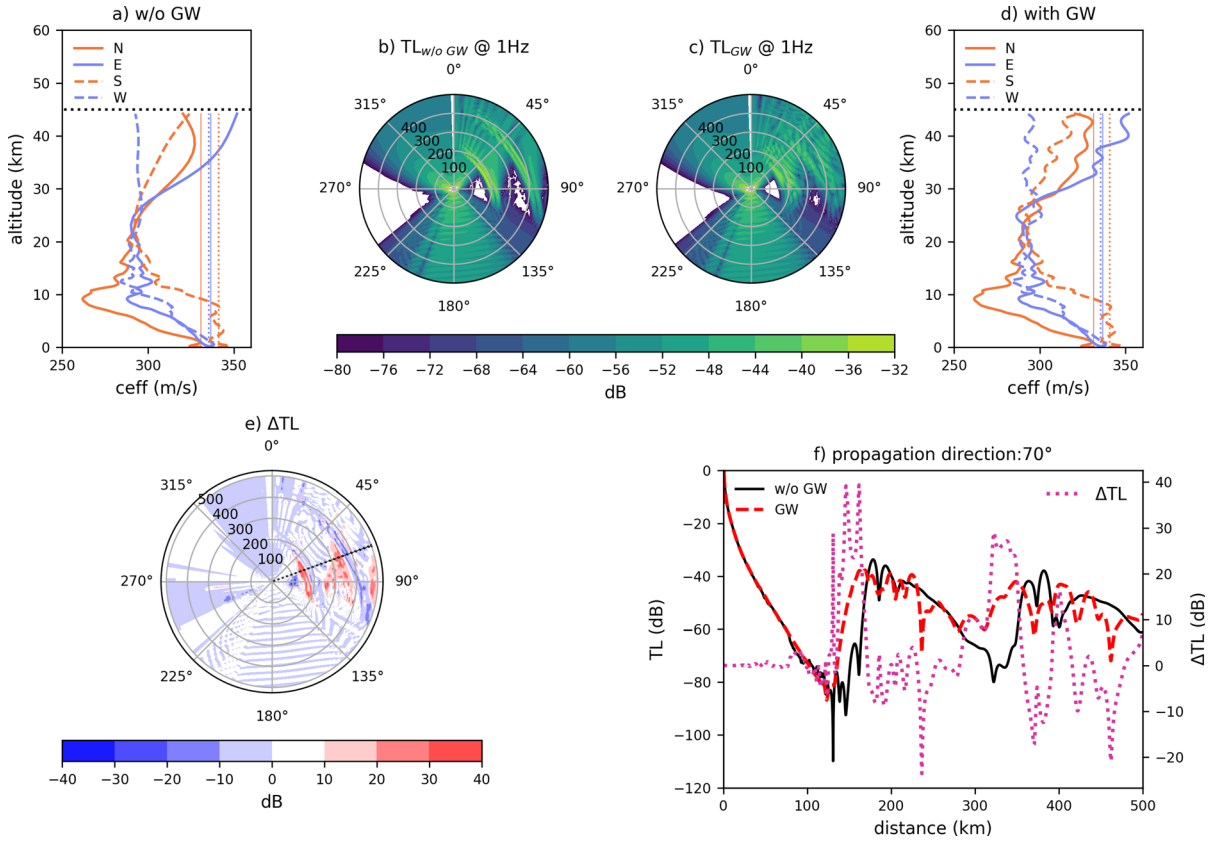 a) w/o GW
60
50
40
30
20
10
0
altitude (km)
N
E
S
W
250
300
350
ceff (m/s)
b) TLw/o GW @ 1Hz
0°
45°
90°
135°
180°
225°
270°
315°
400
300
200
100
c) TLGW @ 1Hz
0°
45°
90°
135°
180°
225°
270°
315°
400
300
200
100
−80 −76 −72 −68 −64 −60 −56 −52 −48 −44 −40 −36 −32
dB
d) with GW
60
50
40
30
20
10
0
altitude (km)
N
E
S
W
250
300
350
ceff (m/s)
e) ΔTL
0°
45°
90°
135°
180°
225°
270°
315°
500
400
300
200
100
−40 −30 −20 −10 0 10 20 30 40
dB
f) propagation direction:70°
0
−20
−40
−60
−80
−100
−120
TL (dB)
w/o GW
GW
ΔTL
40
30
20
10
0
−10
−20
ΔTL (dB)
0 100 200 300 400 500
distance (km)